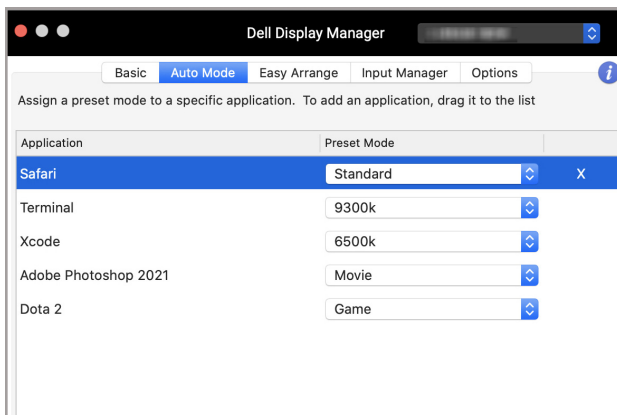 Dell Display Manager
Basic Auto Mode Easy Arrange Input Manager Options i
Assign a preset mode to a specific application. To add an application, drag it to the list
Application Preset Mode
Safari Standard X
Terminal 9300k
Xcode 6500k
Adobe Photoshop 2021 Movie
Dota 2 Game